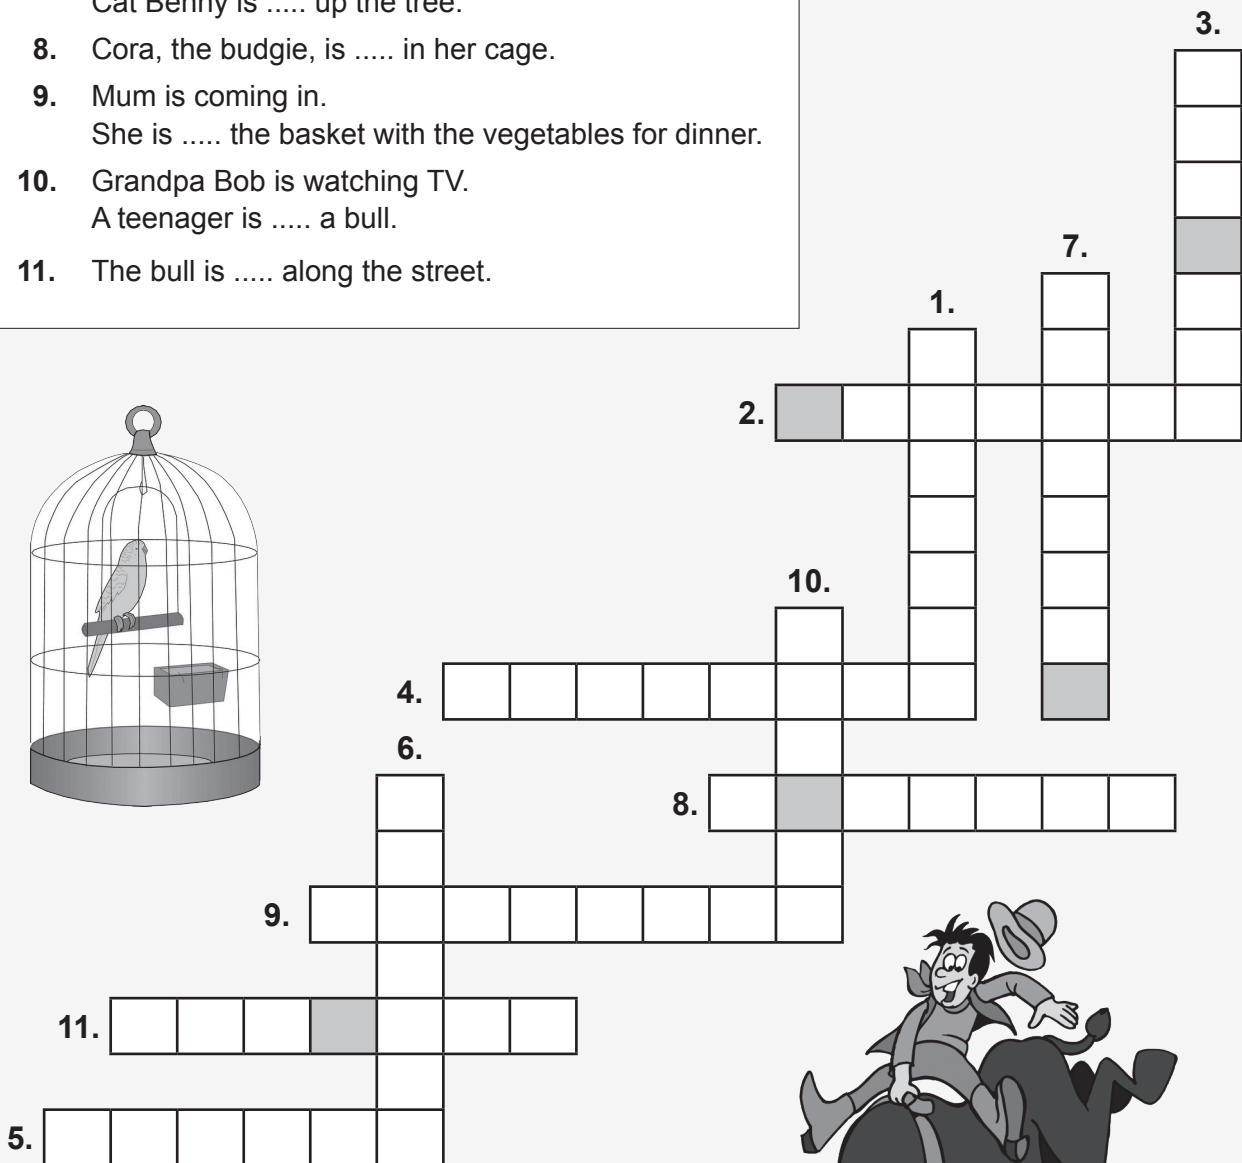 Cat Benny is ..... up the tree.
8. Cora, the budgie, is ..... in her cage.
9. Mum is coming in.
She is ..... the basket with the vegetables for dinner.
10. Grandpa Bob is watching TV.
A teenager is ..... a bull.
11. The bull is ..... along the street.
3.
7.
1.
2.
10.
4.
6.
8.
9.
11.
5.